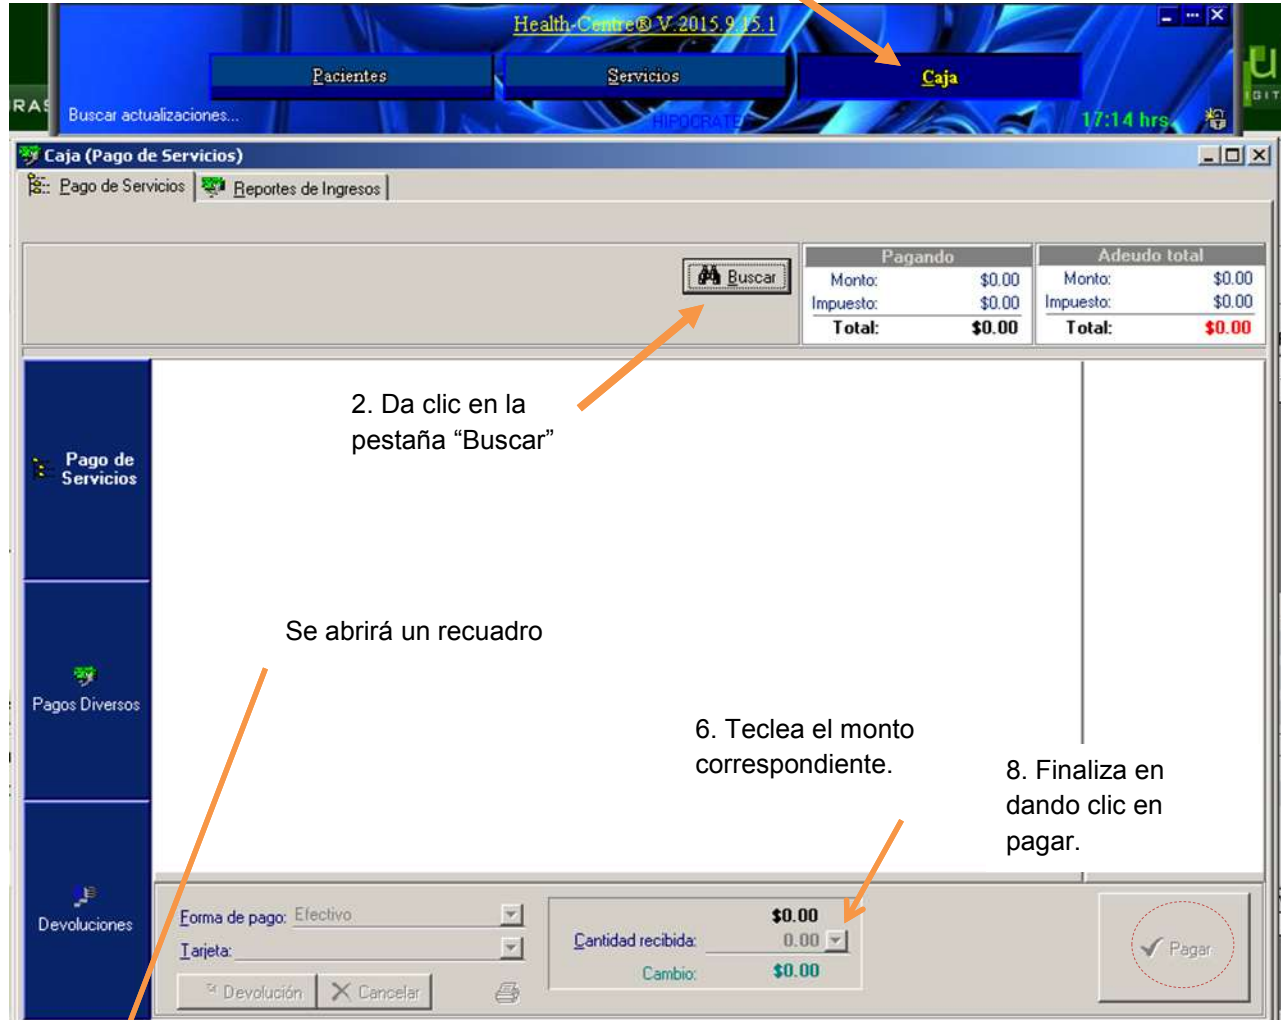 Health-Centre® V.2015.9.15.1
Pacientes
Servicios
Caja
Buscar actualizaciones...
HIPOCRATES
17:14 hrs.
Caja (Pago de Servicios)
Pago de Servicios
Reportes de Ingresos
Buscar
Pagando
Monto: $0.00
Impuesto: $0.00
Total: $0.00
Adeudo total
Monto: $0.00
Impuesto: $0.00
Total: $0.00
2. Da clic en la
pestaña “Buscar”
Pago de
Servicios
Se abrirá un recuadro
Pagos Diversos
6. Teclea el monto
correspondiente.
8. Finaliza en
dando clic en
pagar.
Devoluciones
Forma de pago: Efectivo
Tarjeta:
Devolución
Cancelar
$0.00
Cantidad recibida: 0.00
Cambio: $0.00
Pagar